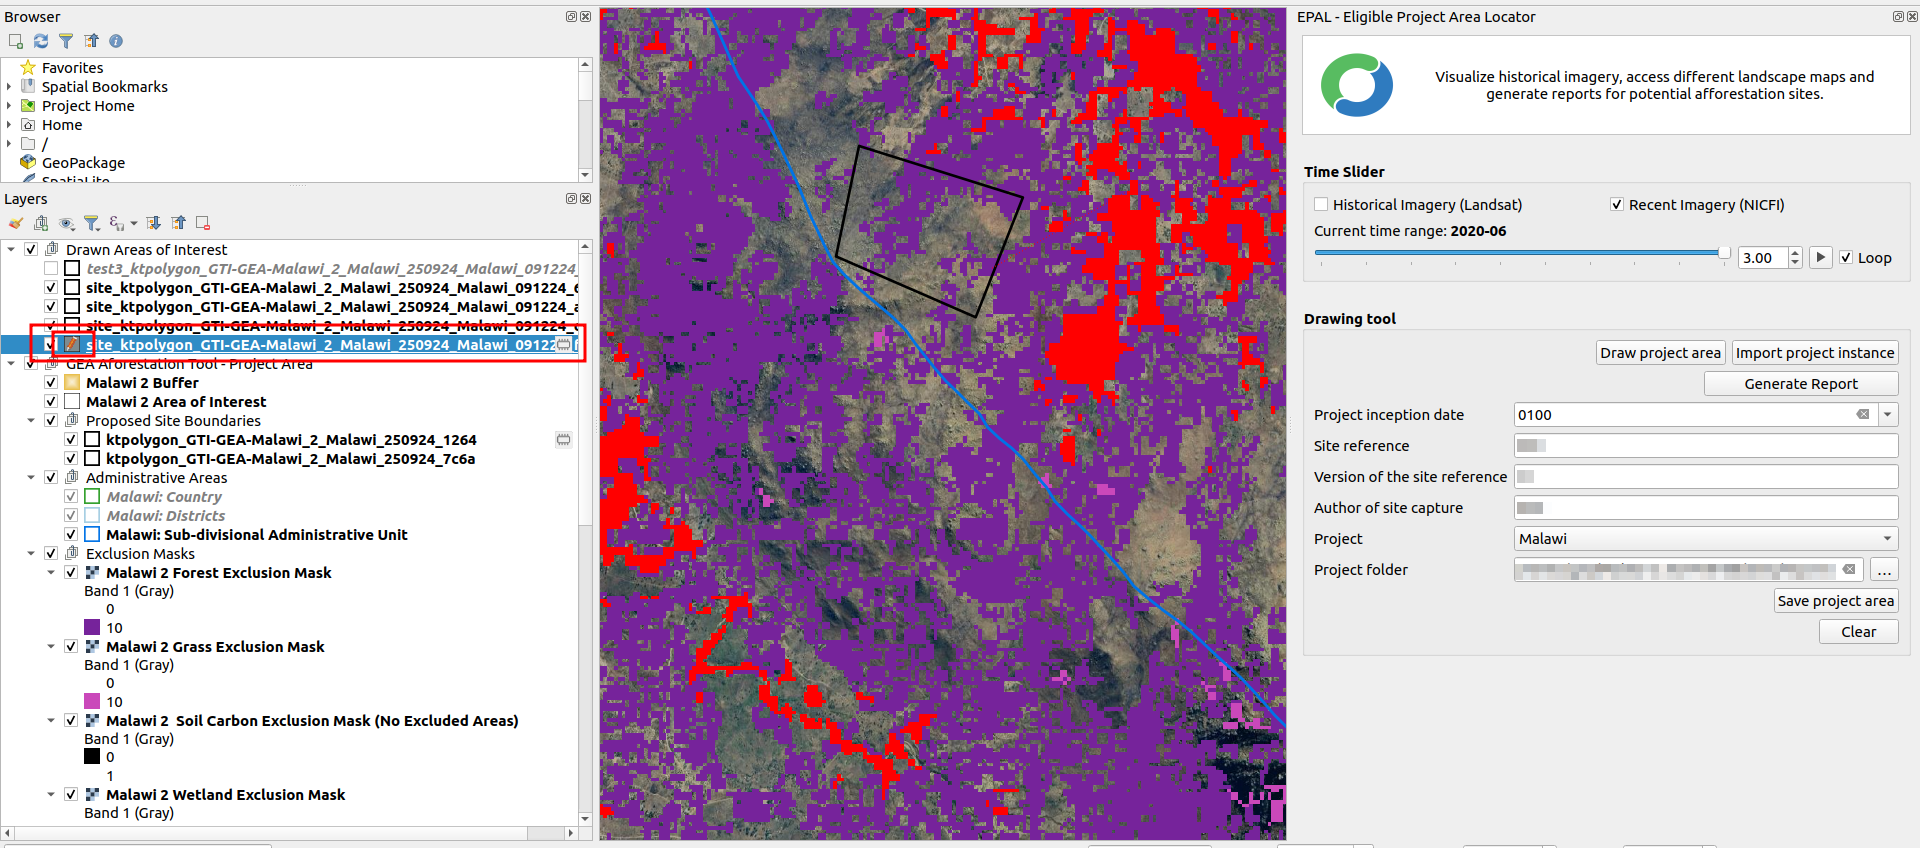 Browser
Favorites
Spatial Bookmarks
Project Home
Home
/
GeoPackage
SpatiaLite
Layers
Drawn Areas of Interest
test3_ktpolygon_GTI-GEA-Malawi_2_Malawi_250924_Malawi_091224_
site_ktpolygon_GTI-GEA-Malawi_2_Malawi_250924_Malawi_091224_6
site_ktpolygon_GTI-GEA-Malawi_2_Malawi_250924_Malawi_091224_a
site_ktpolygon_GTI-GEA-Malawi_2_Malawi_250924_Malawi_091224_
site_ktpolygon_GTI-GEA-Malawi_2_Malawi_250924_Malawi_09122
GEA Aforestation Tool - Project Area
Malawi 2 Buffer
Malawi 2 Area of Interest
Proposed Site Boundaries
ktpolygon_GTI-GEA-Malawi_2_Malawi_250924_1264
ktpolygon_GTI-GEA-Malawi_2_Malawi_250924_7c6a
Administrative Areas
Malawi: Country
Malawi: Districts
Malawi: Sub-divisional Administrative Unit
Exclusion Masks
Malawi 2 Forest Exclusion Mask
Band 1 (Gray)
0
10
Malawi 2 Grass Exclusion Mask
Band 1 (Gray)
0
10
Malawi 2  Soil Carbon Exclusion Mask (No Excluded Areas)
Band 1 (Gray)
0
1
Malawi 2 Wetland Exclusion Mask
Band 1 (Gray)
EPAL - Eligible Project Area Locator
Visualize historical imagery, access different landscape maps and
generate reports for potential afforestation sites.
Time Slider
Historical Imagery (Landsat) Recent Imagery (NICFI)
Current time range: 2020-06
3.00 Loop
Drawing tool
Draw project area Import project instance
Generate Report
Project inception date 0100
Site reference
Version of the site reference
Author of site capture
Project Malawi
Project folder ...
Save project area
Clear